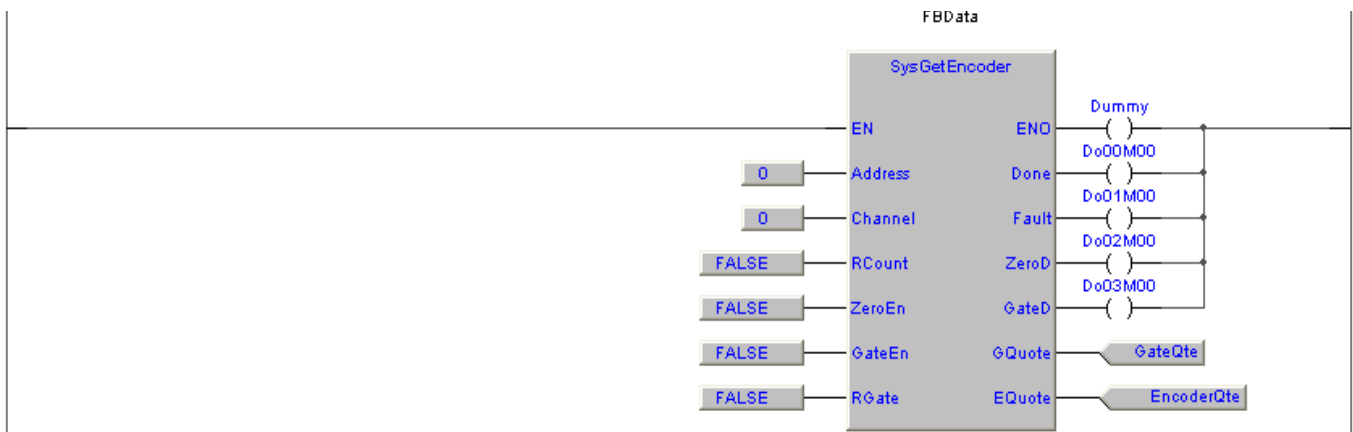 FBData
SysGetEncoder
Dummy
EN ENO
Do00M00
0 Address Done
Do01M00
0 Channel Fault
Do02M00
FALSE RCount ZeroD
Do03M00
FALSE ZeroEn GateD
FALSE GateEn GQuote GateQte
FALSE RGate EQuote EncoderQte